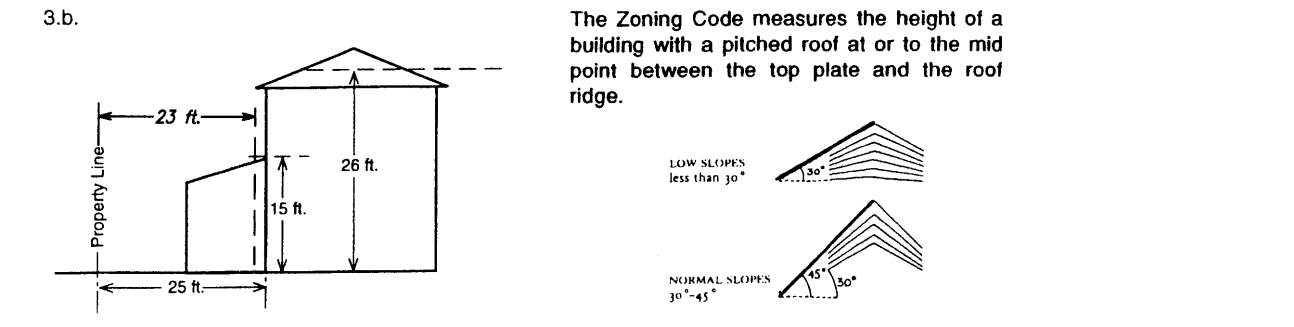 3.b.
The Zoning Code measures the height of a
building with a pitched roof at or to the mid
point between the top plate and the roof
ridge.
23 ft.
Property Line
26 ft.
15 ft.
25 ft.
LOW SLOPES
less than 30°
30°
NORMAL SLOPES
30°-45°
45°
30°